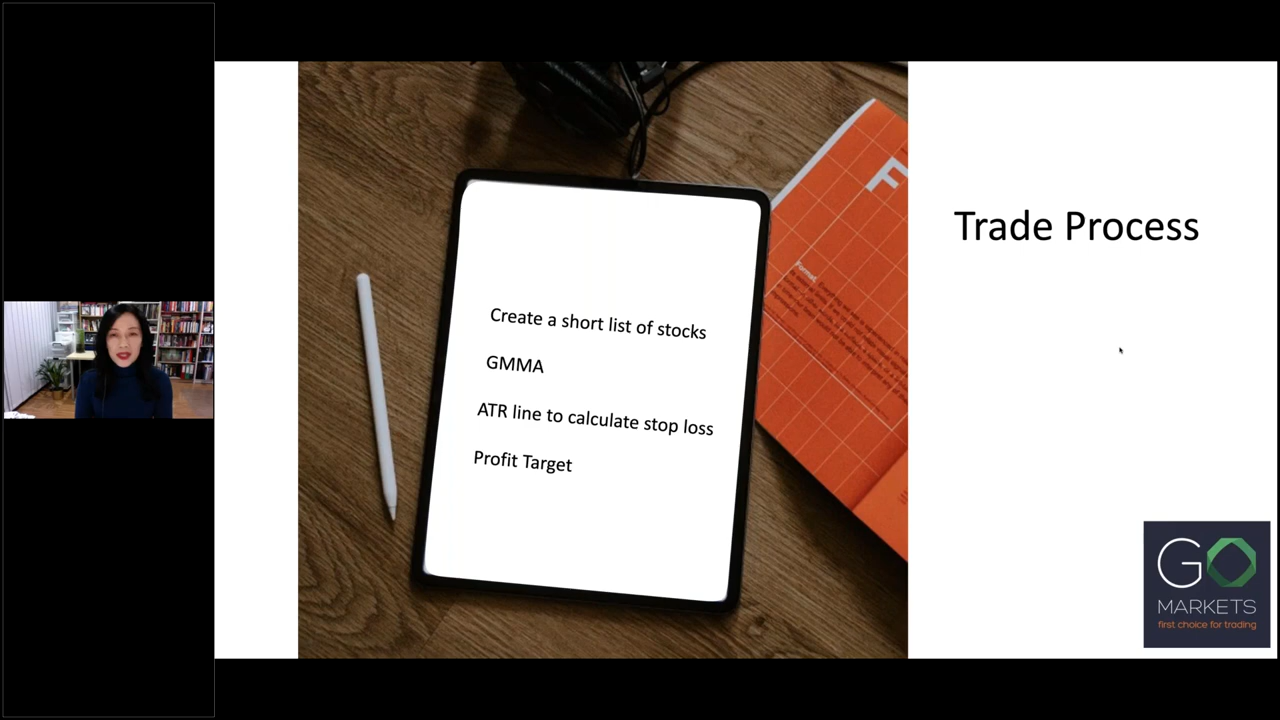 Trade Process
Create a short list of stocks
GMMA
ATR line to calculate stop loss
Profit Target
F
Format
GO
MARKETS
first choice for trading